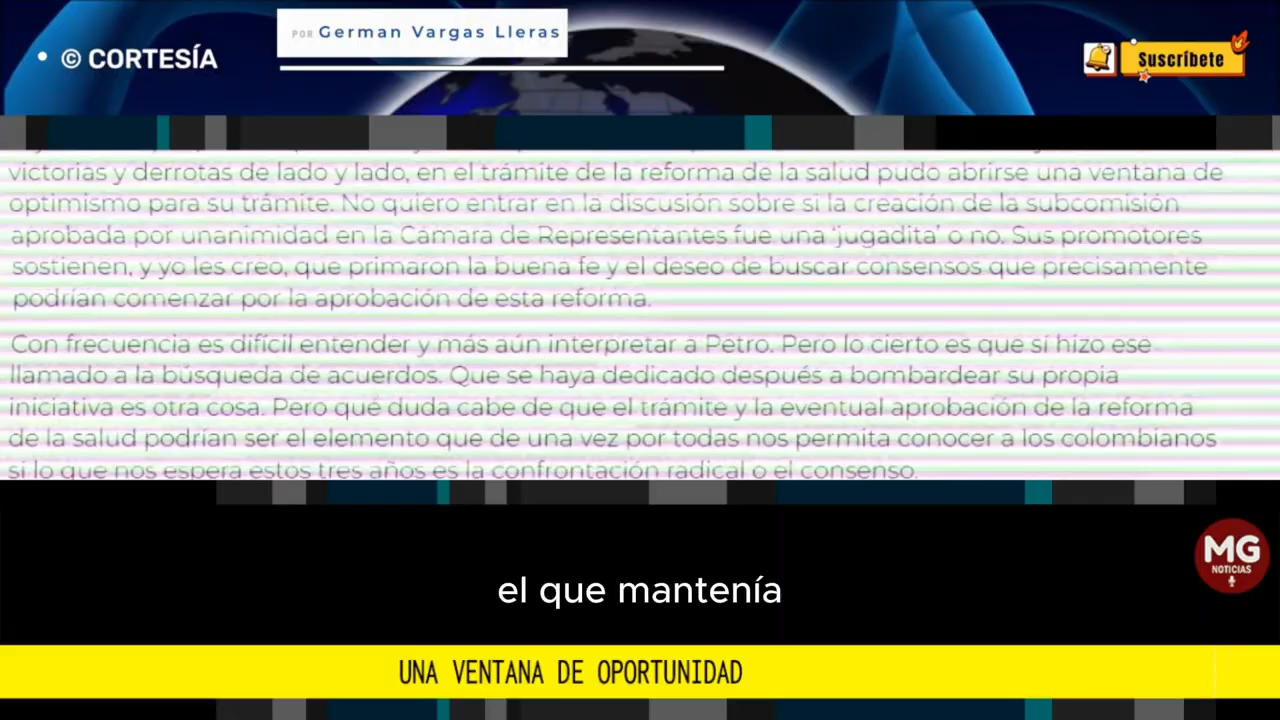 POR German Vargas Lleras
• © CORTESÍA
Suscríbete
victorias y derrotas de lado y lado, en el trámite de la reforma de la salud pudo abrirse una ventana de
optimismo para su trámite. No quiero entrar en la discusión sobre si la creación de la subcomisión
aprobada por unanimidad en la Cámara de Representantes fue una 'jugadita' o no. Sus promotores
sostienen, y yo les creo, que primaron la buena fe y el deseo de buscar consensos que precisamente
podrían comenzar por la aprobación de esta reforma.
Con frecuencia es difícil entender y más aún interpretar a Petro. Pero lo cierto es que sí hizo ese
llamado a la búsqueda de acuerdos. Que se haya dedicado después a bombardear su propia
iniciativa es otra cosa. Pero qué duda cabe de que el trámite y la eventual aprobación de la reforma
de la salud podrían ser el elemento que de una vez por todas nos permita conocer a los colombianos
si lo que nos espera estos tres años es la confrontación radical o el consenso.
MG
NOTICIAS
el que mantenía
UNA VENTANA DE OPORTUNIDAD